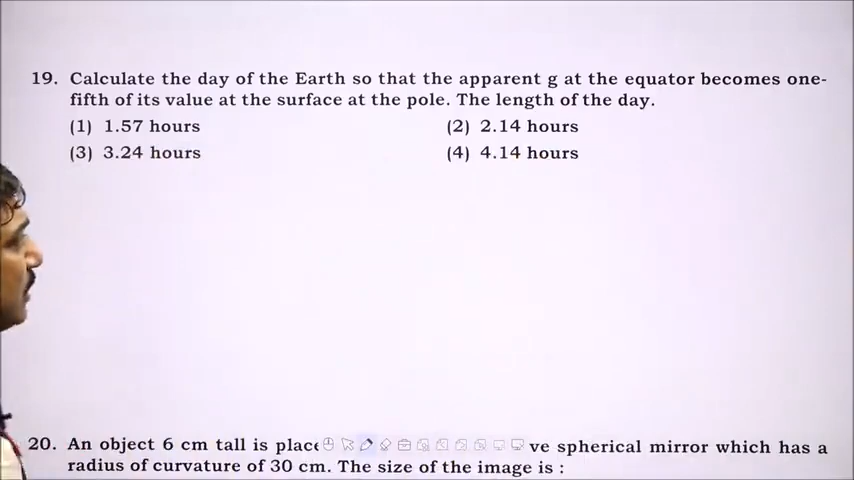 19. Calculate the day of the Earth so that the apparent g at the equator becomes one-
fifth of its value at the surface at the pole. The length of the day.
(1) 1.57 hours (2) 2.14 hours
(3) 3.24 hours (4) 4.14 hours
20. An object 6 cm tall is place ve spherical mirror which has a
radius of curvature of 30 cm. The size of the image is :